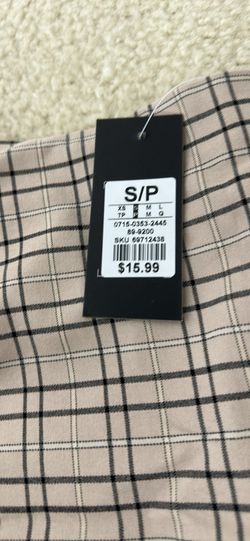 S/P
XS S M L
TP P M G
0715-0353-2445
89-9200
SKU 69712438
$15.99